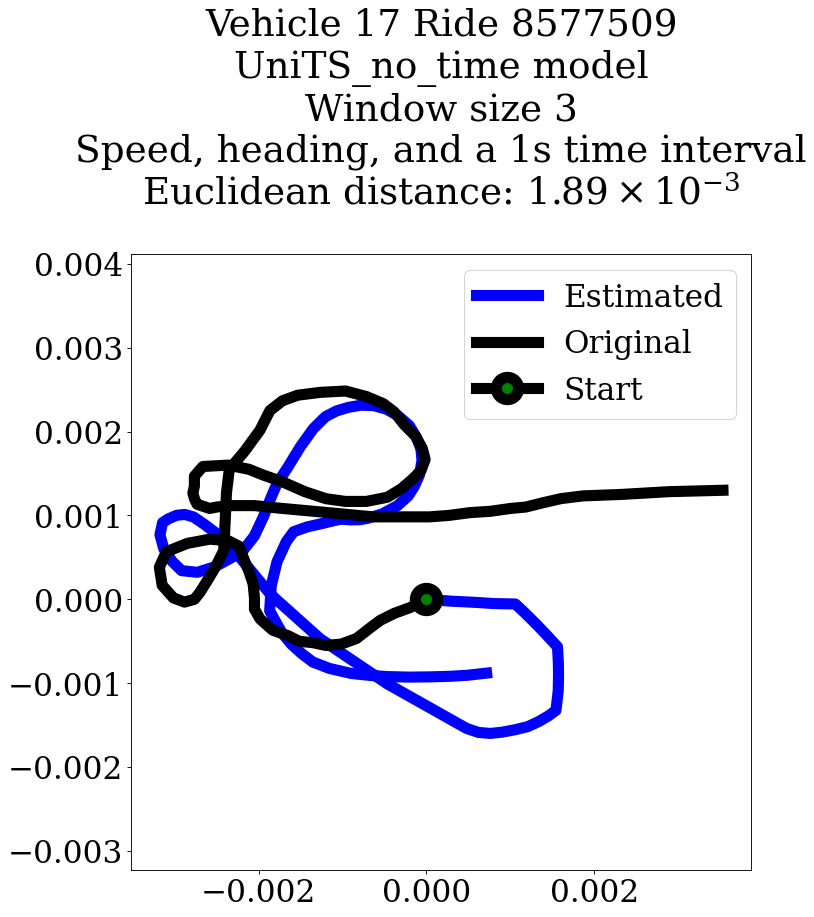 Vehicle 17 Ride 8577509
UniTS_no_time model
Window size 3
Speed, heading, and a 1s time interval
Euclidean distance: 1.89 × 10⁻³
Estimated
Original
Start
0.004
0.003
0.002
0.001
0.000
−0.001
−0.002
−0.003
−0.002
0.000
0.002